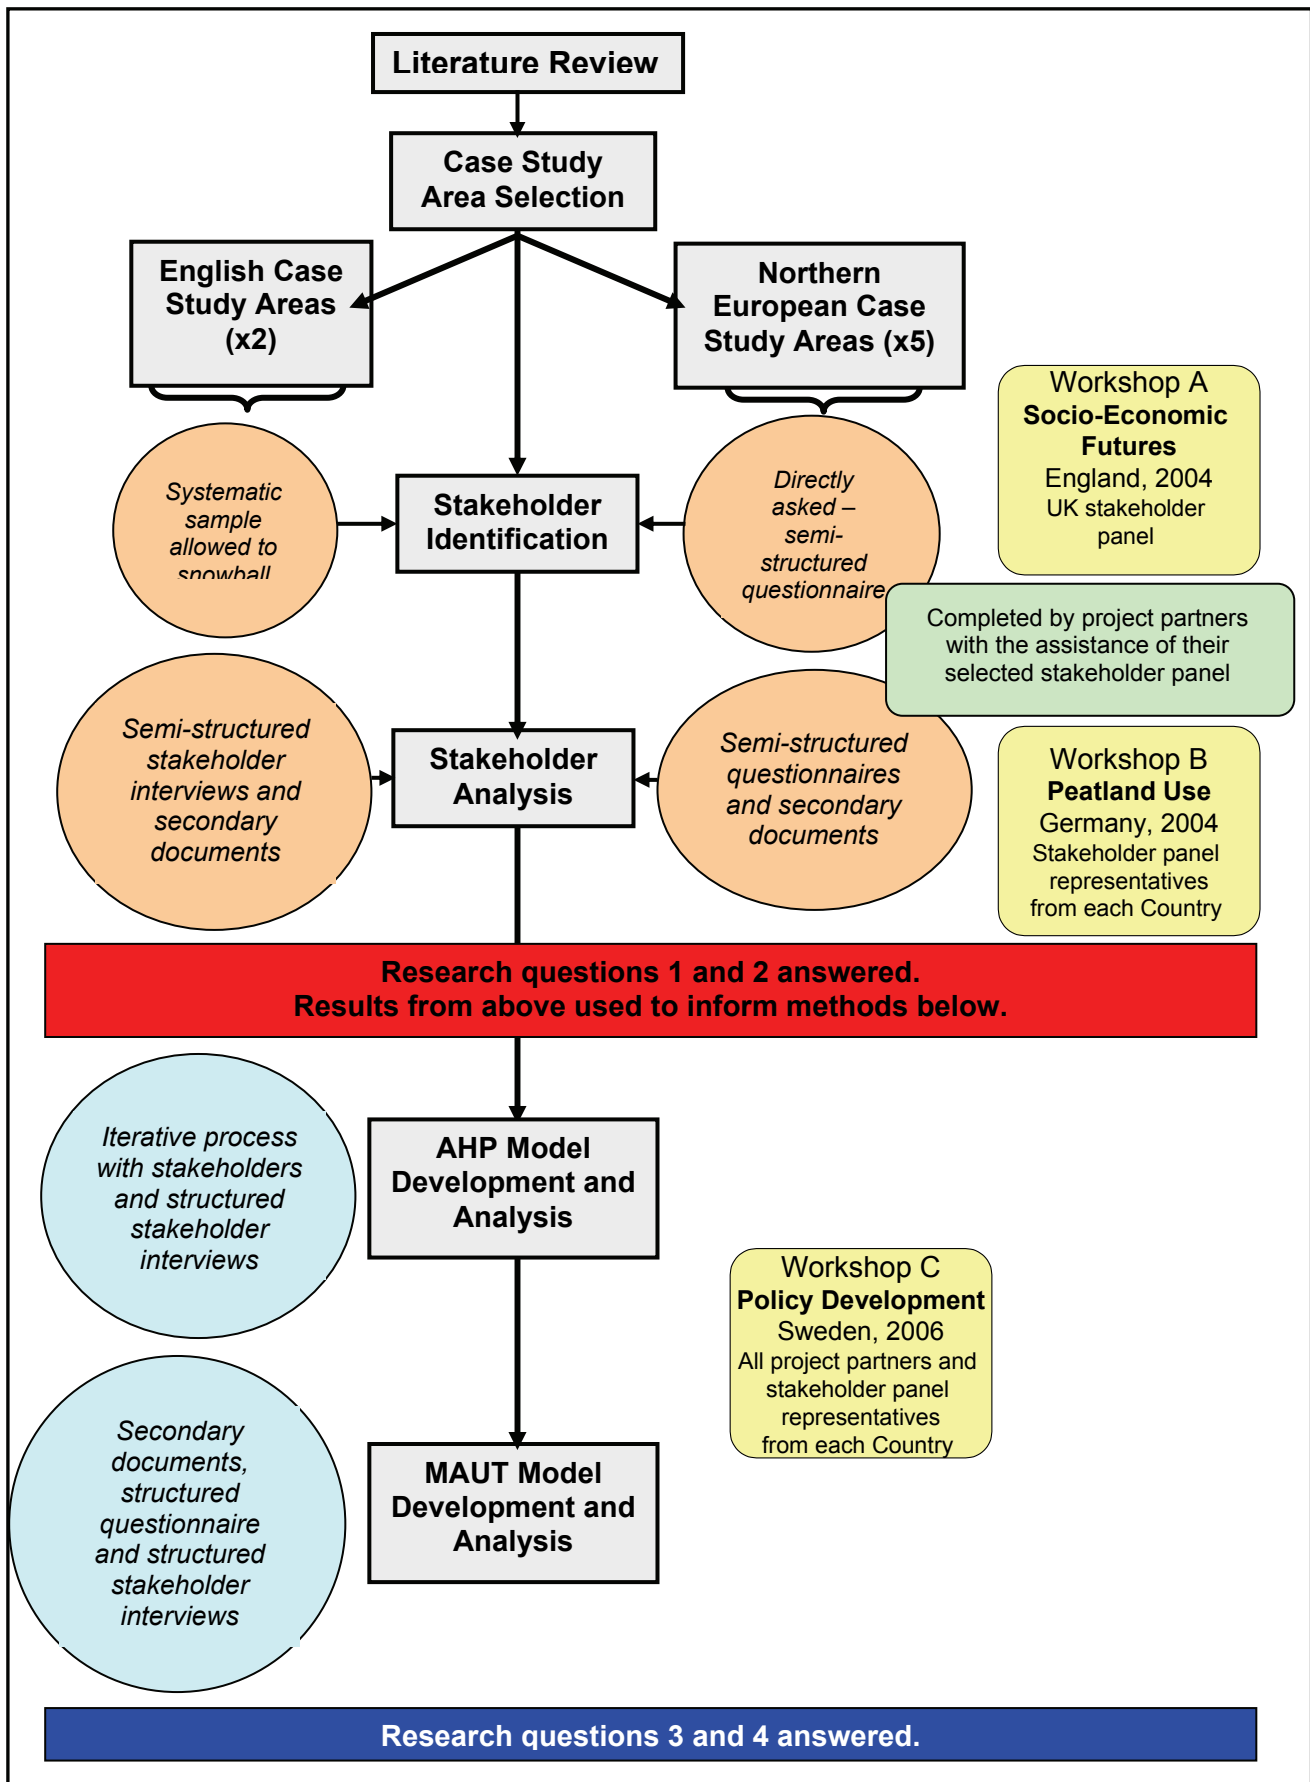 Literature Review
Case Study
Area Selection
English Case
Study Areas
(x2)
Northern
European Case
Study Areas (x5)
Workshop A
Socio-Economic
Futures
England, 2004
UK stakeholder
panel
Systematic
sample
allowed to
snowball
Stakeholder
Identification
Directly
asked –
semi-
structured
questionnaire
Completed by project partners
with the assistance of their
selected stakeholder panel
Semi-structured
stakeholder
interviews and
secondary
documents
Stakeholder
Analysis
Semi-structured
questionnaires
and secondary
documents
Workshop B
Peatland Use
Germany, 2004
Stakeholder panel
representatives
from each Country
Research questions 1 and 2 answered.
Results from above used to inform methods below.
Iterative process
with stakeholders
and structured
stakeholder
interviews
AHP Model
Development and
Analysis
Workshop C
Policy Development
Sweden, 2006
All project partners and
stakeholder panel
representatives
from each Country
Secondary
documents,
structured
questionnaire
and structured
stakeholder
interviews
MAUT Model
Development and
Analysis
Research questions 3 and 4 answered.